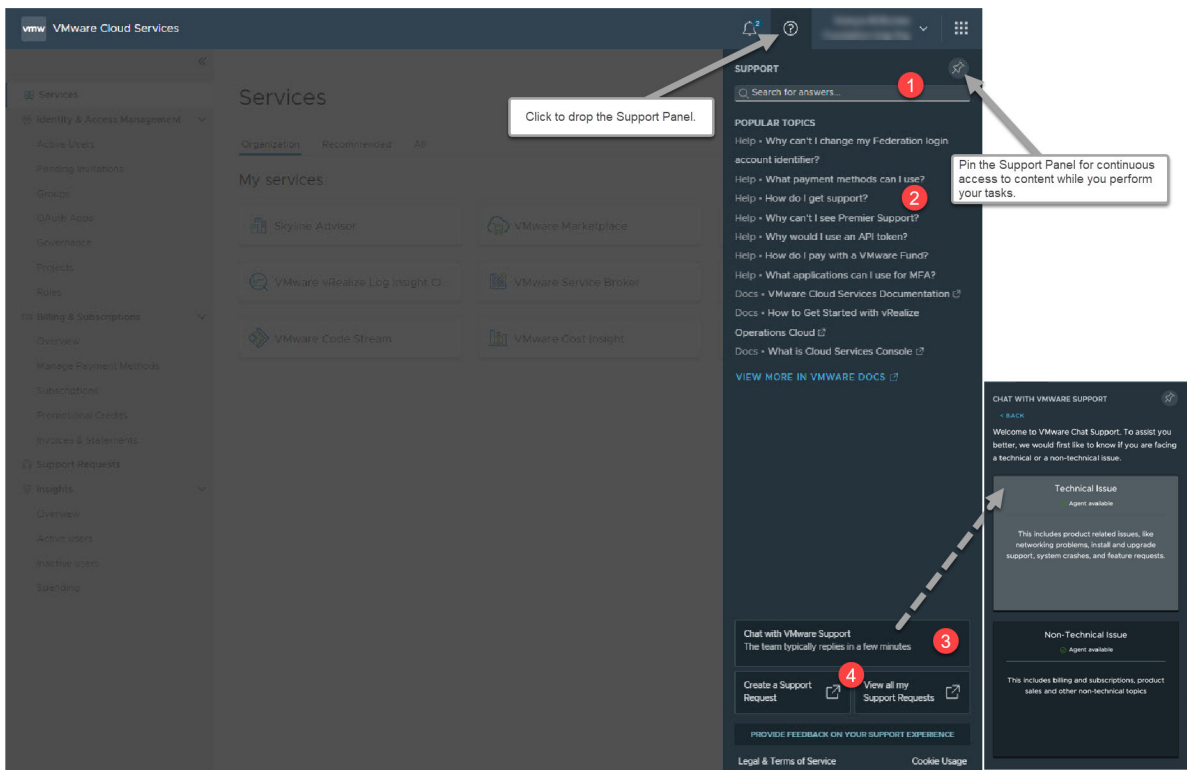 vmw VMware Cloud Services
2
Services
Identity & Access Management
Active Users
Pending Invitations
Groups
OAuth Apps
Governance
Projects
Roles
Billing & Subscriptions
Overview
Manage Payment Methods
Subscriptions
Promotional Credits
Invoices & Statements
Support Requests
Insights
Overview
Active users
Inactive users
Spending
Services
Organization Recommended All
My services
Skyline Advisor
VMware Marketplace
VMware vRealize Log Insight Cl...
VMware Service Broker
VMware Code Stream
VMware Cost Insight
Click to drop the Support Panel.
SUPPORT
Search for answers...
1
POPULAR TOPICS
Help • Why can't I change my Federation login
account identifier?
Help • What payment methods can I use?
Help • How do I get support?
2
Help • Why can't I see Premier Support?
Help • Why would I use an API token?
Help • How do I pay with a VMware Fund?
Help • What applications can I use for MFA?
Docs • VMware Cloud Services Documentation
Docs • How to Get Started with vRealize
Operations Cloud
Docs • What is Cloud Services Console
VIEW MORE IN VMWARE DOCS
Pin the Support Panel for continuous
access to content while you perform
your tasks.
Chat with VMware Support
The team typically replies in a few minutes
3
4
Create a Support
Request
View all my
Support Requests
PROVIDE FEEDBACK ON YOUR SUPPORT EXPERIENCE
Legal & Terms of Service
Cookie Usage
CHAT WITH VMWARE SUPPORT
< BACK
Welcome to VMware Chat Support. To assist you
better, we would first like to know if you are facing
a technical or a non-technical issue.
Technical Issue
Agent available
This includes product related issues, like
networking problems, install and upgrade
support, system crashes, and feature requests.
Non-Technical Issue
Agent available
This includes billing and subscriptions, product
sales and other non-technical topics